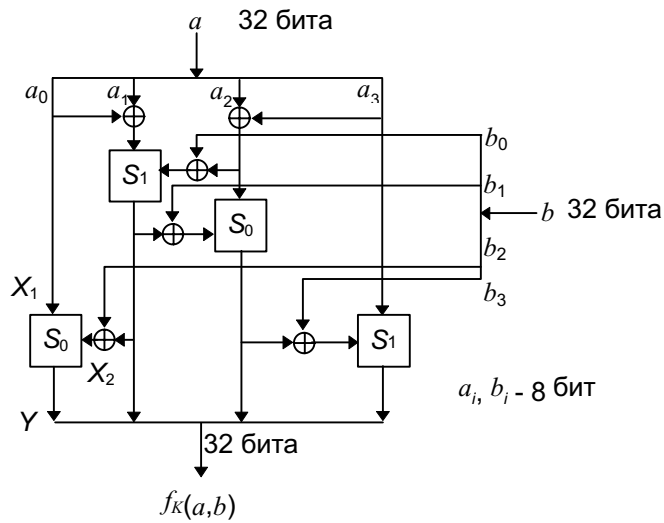 a 32 бита
a₀ a₁ a₂ a₃
b₀
S₁
b₁
S₀
b 32 бита
b₂
b₃
X₁
S₀
X₂
S₁
aᵢ, bᵢ - 8 бит
Y
32 бита
fK(a,b)